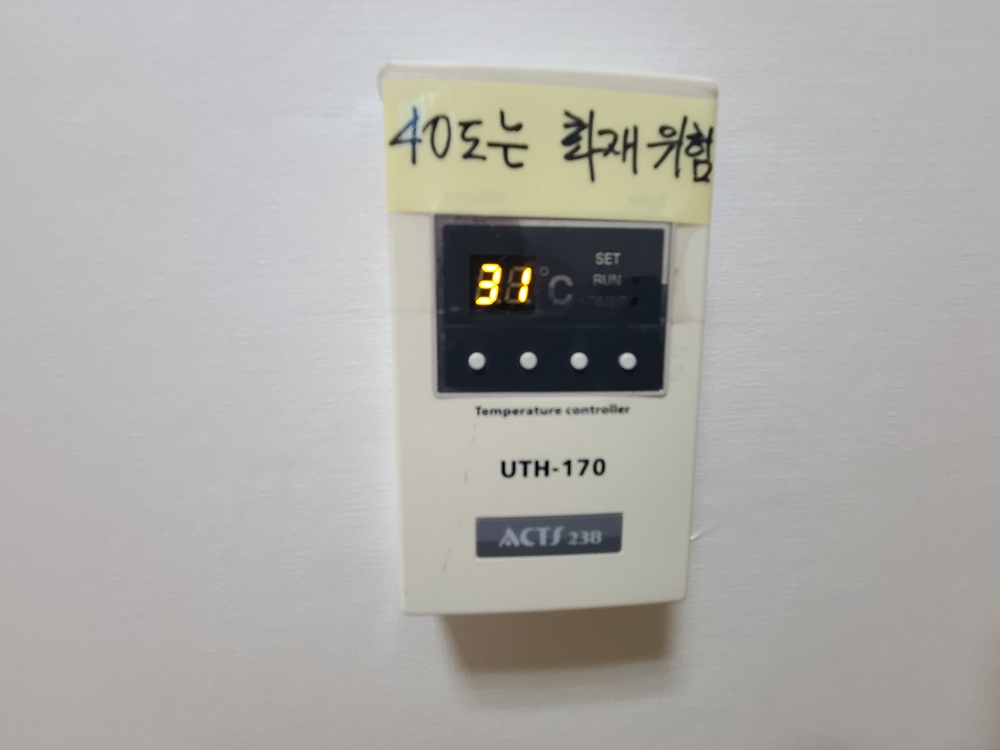 40도는 화재위험
31 °C
SET
RUN
Temperature controller
UTH-170
ACTS 238